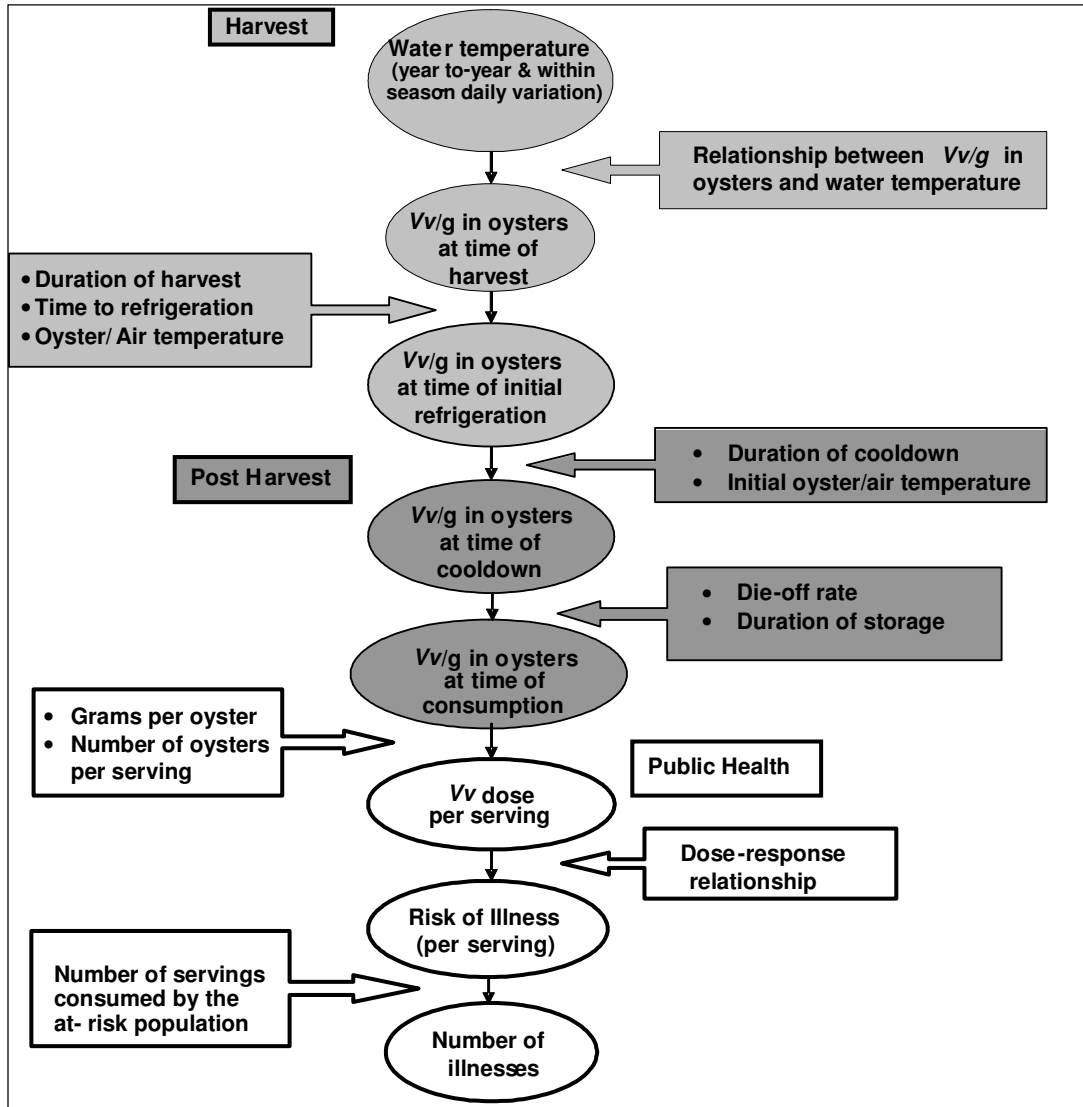 Harvest
Water temperature
(year to-year & within
season daily variation)
Relationship between Vv/g in
oysters and water temperature
Vv/g in oysters
at time of
harvest
• Duration of harvest
• Time to refrigeration
• Oyster/ Air temperature
Vv/g in oysters
at time of initial
refrigeration
Post Harvest
• Duration of cooldown
• Initial oyster/air temperature
Vv/g in oysters
at time of
cooldown
• Die-off rate
• Duration of storage
Vv/g in oysters
at time of
consumption
• Grams per oyster
• Number of oysters
per serving
Public Health
Vv dose
per serving
Dose-response
relationship
Risk of Illness
(per serving)
Number of servings
consumed by the
at- risk population
Number of
illnesses